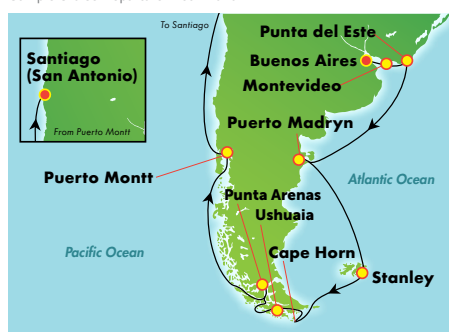 To Santiago
Punta del Este
Buenos Aires
Montevideo
Santiago
(San Antonio)
From Puerto Montt
Puerto Madryn
Puerto Montt
Atlantic Ocean
Punta Arenas
Ushuaia
Pacific Ocean
Cape Horn
Stanley